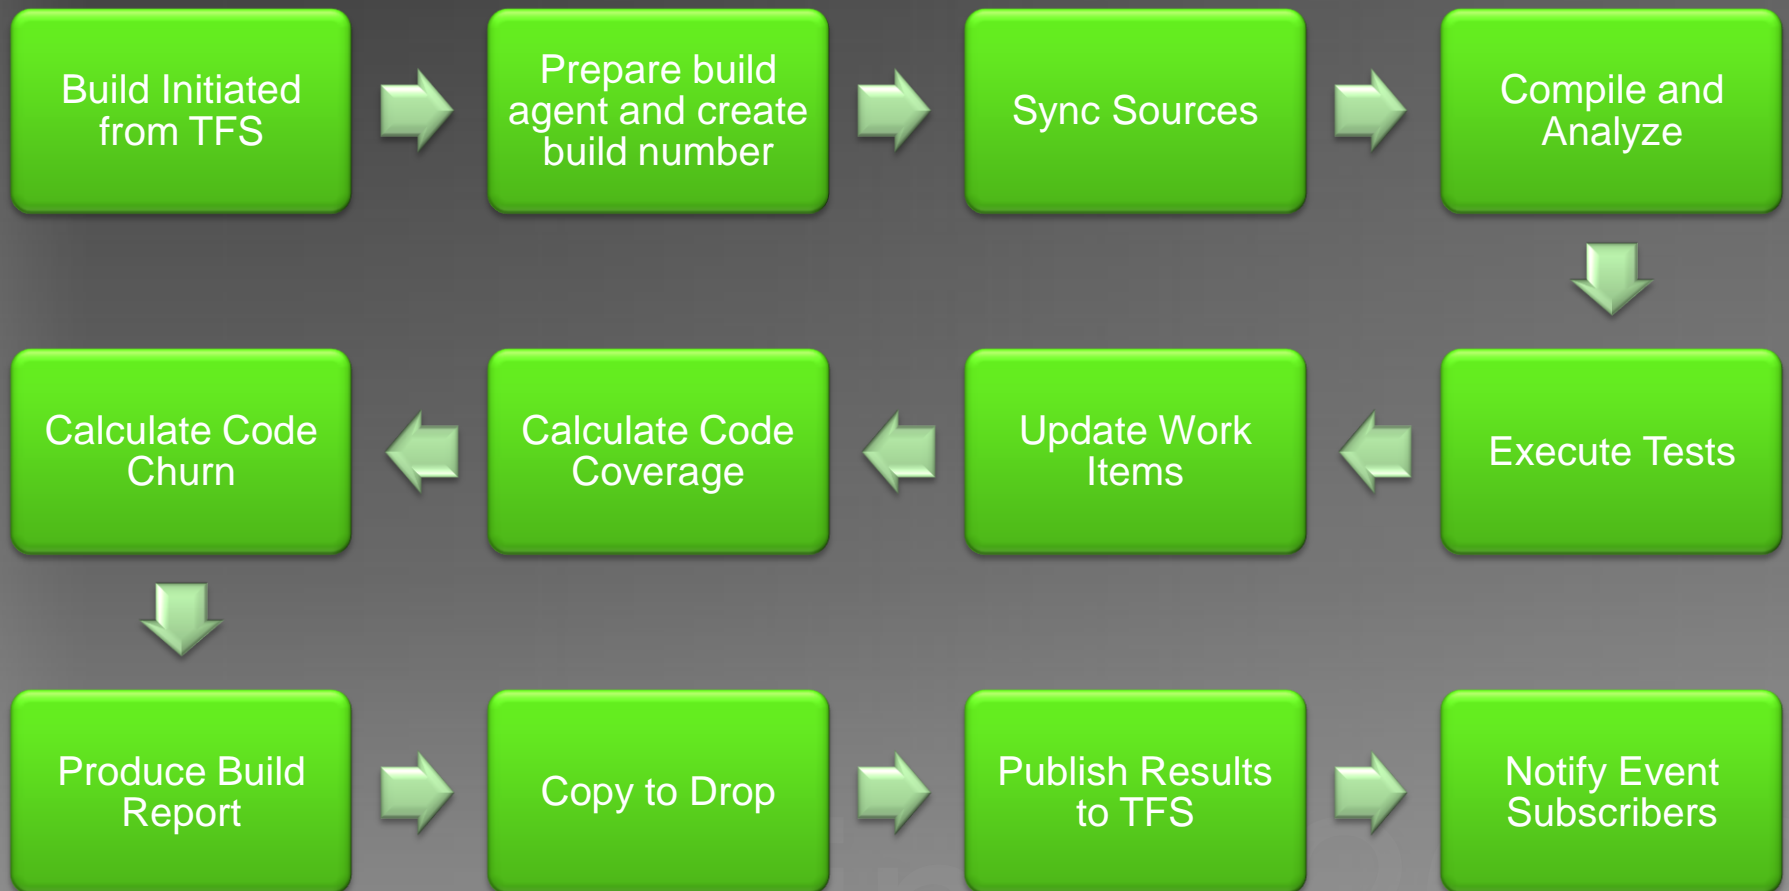 Build Initiated
from TFS
Prepare build
agent and create
build number
Sync Sources
Compile and
Analyze
Execute Tests
Update Work
Items
Calculate Code
Coverage
Calculate Code
Churn
Produce Build
Report
Copy to Drop
Publish Results
to TFS
Notify Event
Subscribers